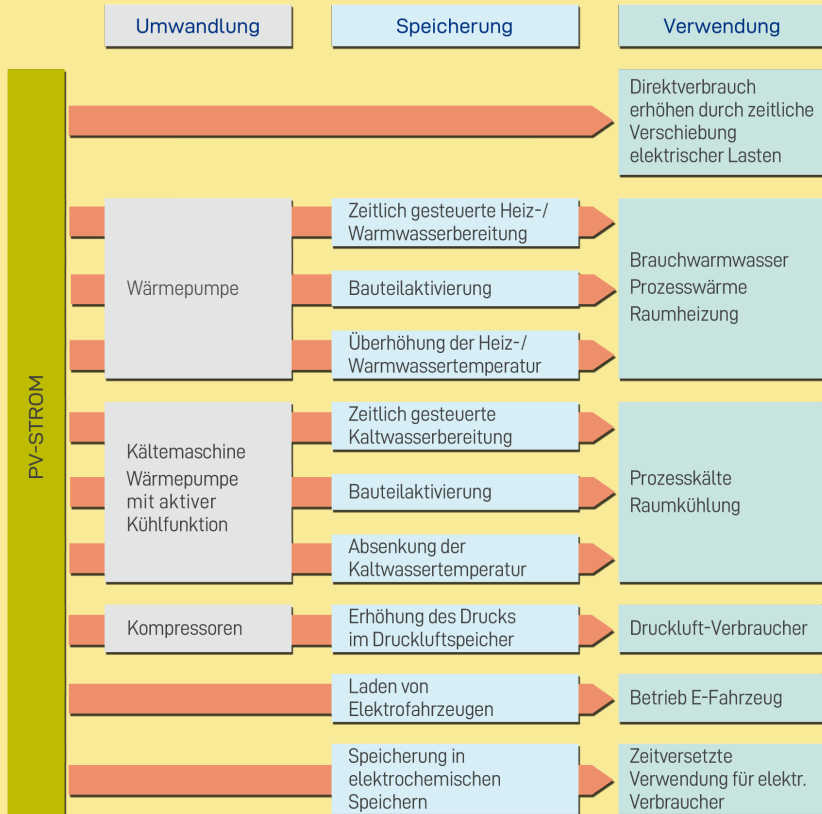 Umwandlung
Speicherung
Verwendung
PV-STROM
Direktverbrauch
erhöhen durch zeitliche
Verschiebung
elektrischer Lasten
Wärmepumpe
Zeitlich gesteuerte Heiz-/
Warmwasserbereitung
Bauteilaktivierung
Überhöhung der Heiz-/
Warmwassertemperatur
Brauchwarmwasser
Prozesswärme
Raumheizung
Kältemaschine
Wärmepumpe
mit aktiver
Kühlfunktion
Zeitlich gesteuerte
Kaltwasserbereitung
Bauteilaktivierung
Absenkung der
Kaltwassertemperatur
Prozesskälte
Raumkühlung
Kompressoren
Erhöhung des Drucks
im Druckluftspeicher
Druckluft-Verbraucher
Laden von
Elektrofahrzeugen
Betrieb E-Fahrzeug
Speicherung in
elektrochemischen
Speichern
Zeitversetzte
Verwendung für elektr.
Verbraucher